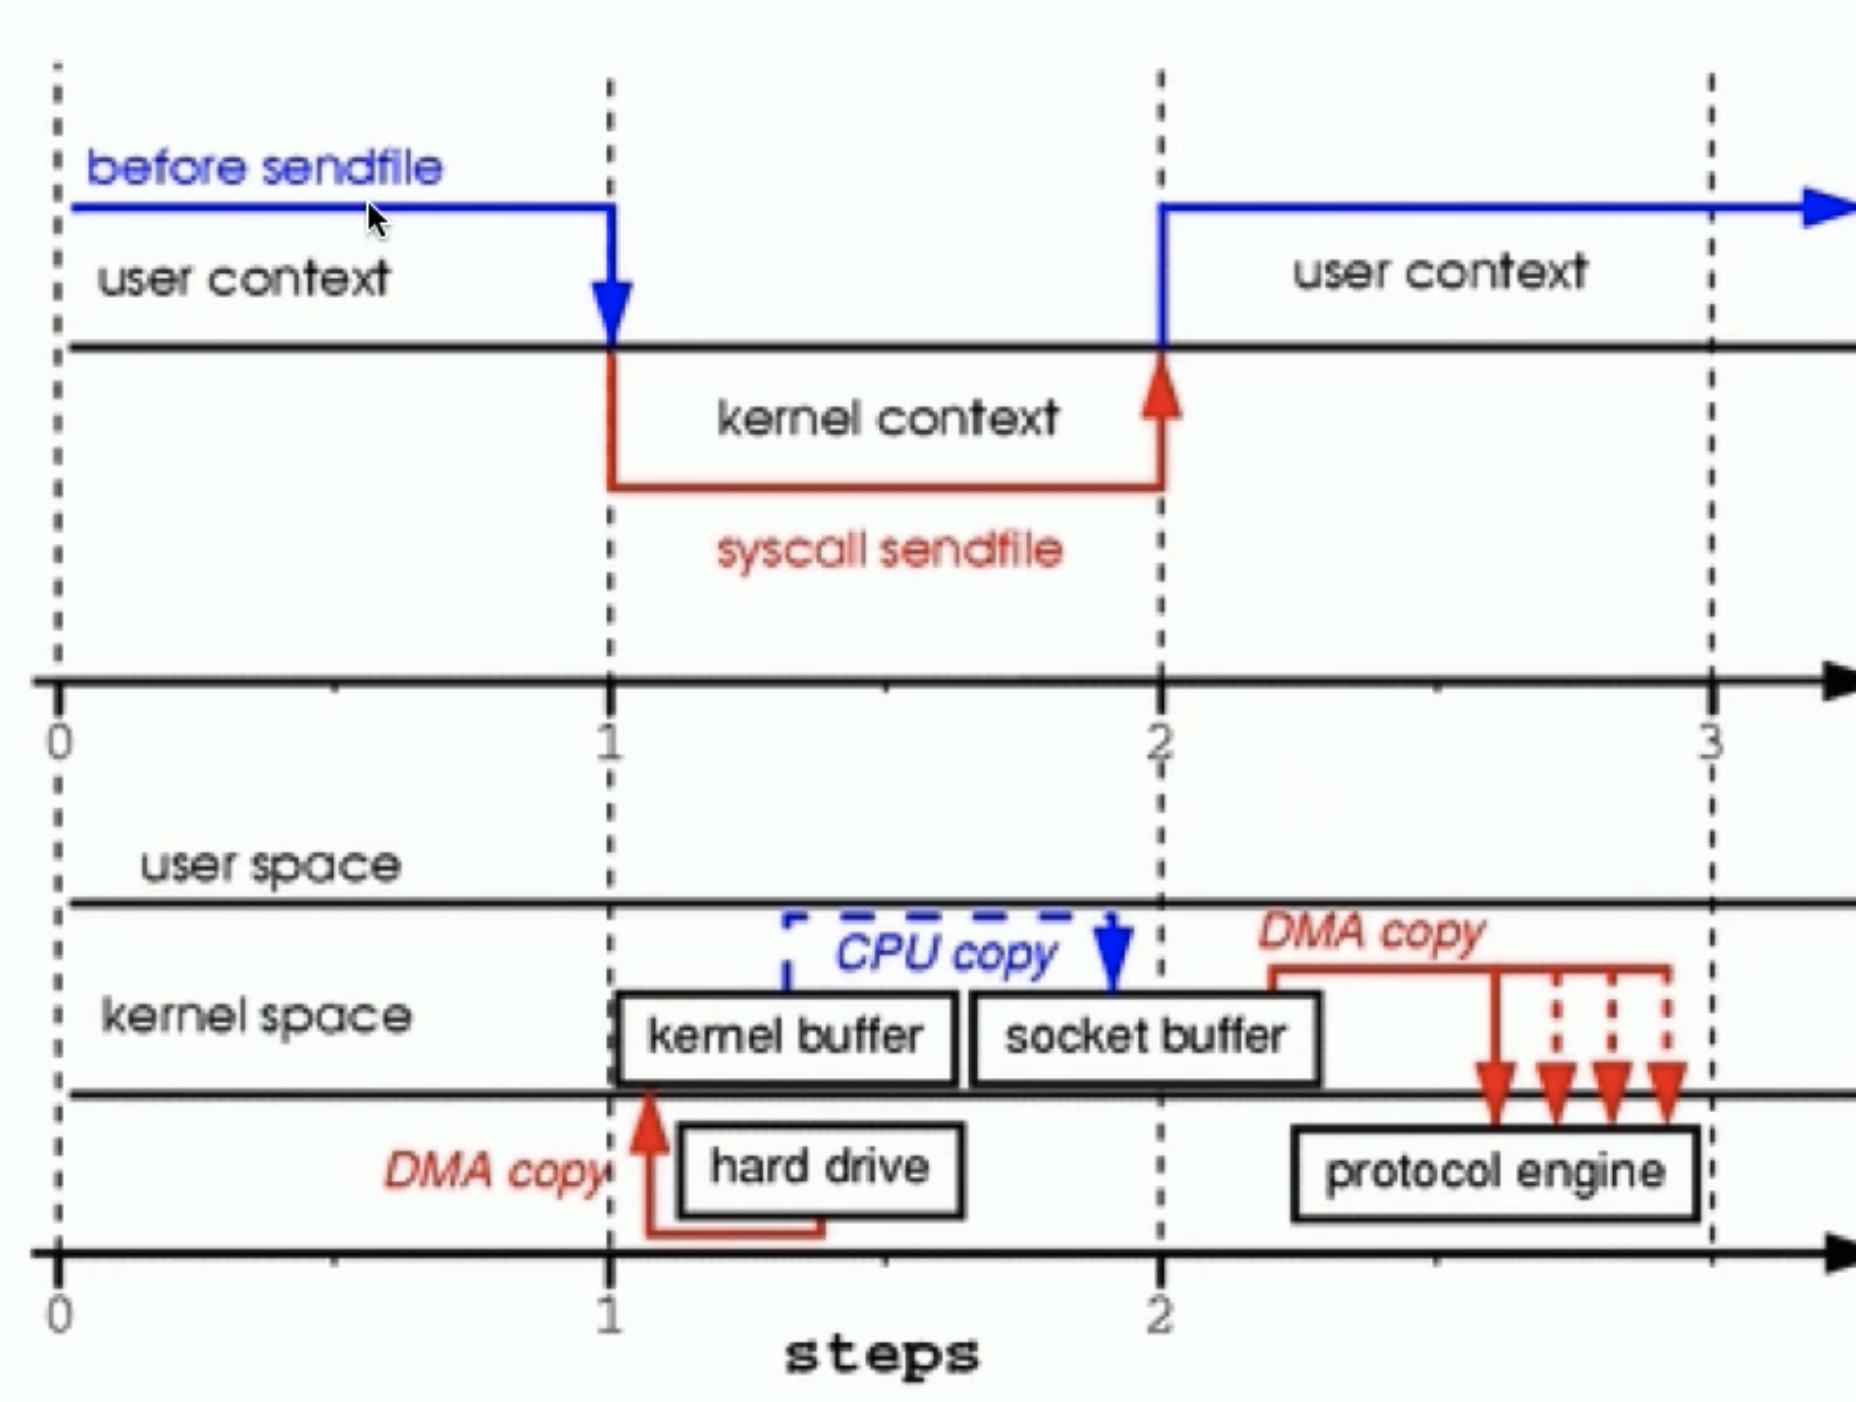 before sendfile
user context
user context
kernel context
syscall sendfile
0 1 2 3
user space
DMA copy
CPU copy
kernel space
kernel buffer
socket buffer
DMA copy
hard drive
protocol engine
0 1 2
steps